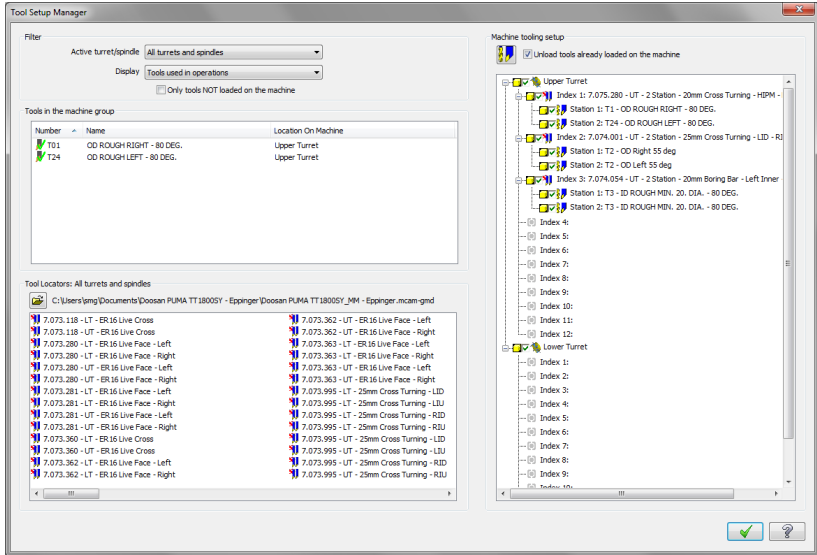 Tool Setup Manager
Filter
Active turret/spindle All turrets and spindles
Display Tools used in operations
Only tools NOT loaded on the machine
Tools in the machine group
Number Name Location On Machine
T01 OD ROUGH RIGHT - 80 DEG. Upper Turret
T24 OD ROUGH LEFT - 80 DEG. Upper Turret
Tool Locators: All turrets and spindles
C:\Users\smg\Documents\Doosan PUMA TT1800SY - Eppinger\Doosan PUMA TT1800SY_MM - Eppinger.mcam-gmd
7.073.118 - LT - ER16 Live Cross
7.073.118 - UT - ER16 Live Cross
7.073.280 - LT - ER16 Live Face - Left
7.073.280 - LT - ER16 Live Face - Right
7.073.280 - UT - ER16 Live Face - Left
7.073.280 - UT - ER16 Live Face - Right
7.073.281 - LT - ER16 Live Face - Left
7.073.281 - LT - ER16 Live Face - Right
7.073.281 - UT - ER16 Live Face - Left
7.073.281 - UT - ER16 Live Face - Right
7.073.360 - LT - ER16 Live Cross
7.073.360 - UT - ER16 Live Cross
7.073.362 - LT - ER16 Live Face - Left
7.073.362 - LT - ER16 Live Face - Right
7.073.362 - UT - ER16 Live Face - Left
7.073.362 - UT - ER16 Live Face - Right
7.073.363 - LT - ER16 Live Face - Left
7.073.363 - LT - ER16 Live Face - Right
7.073.363 - UT - ER16 Live Face - Left
7.073.363 - UT - ER16 Live Face - Right
7.073.995 - LT - 25mm Cross Turning - LID
7.073.995 - LT - 25mm Cross Turning - LIU
7.073.995 - LT - 25mm Cross Turning - RID
7.073.995 - LT - 25mm Cross Turning - RIU
7.073.995 - UT - 25mm Cross Turning - LID
7.073.995 - UT - 25mm Cross Turning - LIU
7.073.995 - UT - 25mm Cross Turning - RID
7.073.995 - UT - 25mm Cross Turning - RIU
Machine tooling setup
Unload tools already loaded on the machine
Upper Turret
Index 1: 7.075.280 - UT - 2 Station - 20mm Cross Turning - HIPM -
Station 1: T1 - OD ROUGH RIGHT - 80 DEG.
Station 2: T24 - OD ROUGH LEFT - 80 DEG.
Index 2: 7.074.001 - UT - 2 Station - 25mm Cross Turning - LID - RI
Station 1: T2 - OD Right 55 deg
Station 2: T2 - OD Left 55 deg
Index 3: 7.074.054 - UT - 2 Station - 20mm Boring Bar - Left Inner
Station 1: T3 - ID ROUGH MIN. 20. DIA. - 80 DEG.
Station 2: T3 - ID ROUGH MIN. 20. DIA. - 80 DEG.
Index 4:
Index 5:
Index 6:
Index 7:
Index 8:
Index 9:
Index 10:
Index 11:
Index 12:
Lower Turret
Index 1:
Index 2:
Index 3:
Index 4:
Index 5:
Index 6:
Index 7:
Index 8:
Index 9:
Index 10: